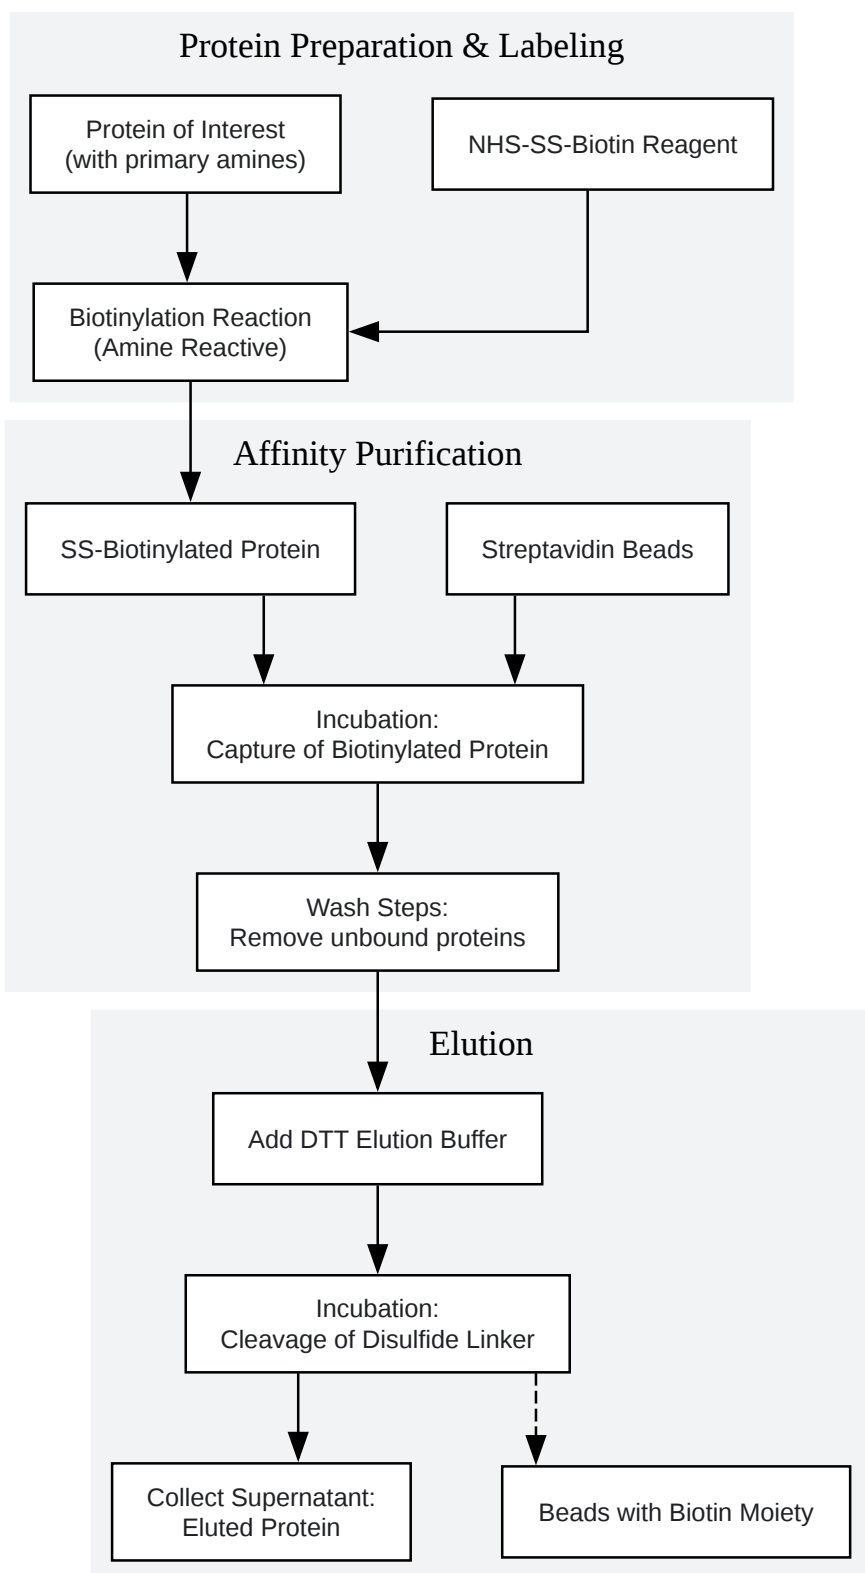 Protein Preparation & Labeling
Protein of Interest
(with primary amines)
NHS-SS-Biotin Reagent
Biotinylation Reaction
(Amine Reactive)
Affinity Purification
SS-Biotinylated Protein
Streptavidin Beads
Incubation:
Capture of Biotinylated Protein
Wash Steps:
Remove unbound proteins
Elution
Add DTT Elution Buffer
Incubation:
Cleavage of Disulfide Linker
Collect Supernatant:
Eluted Protein
Beads with Biotin Moiety